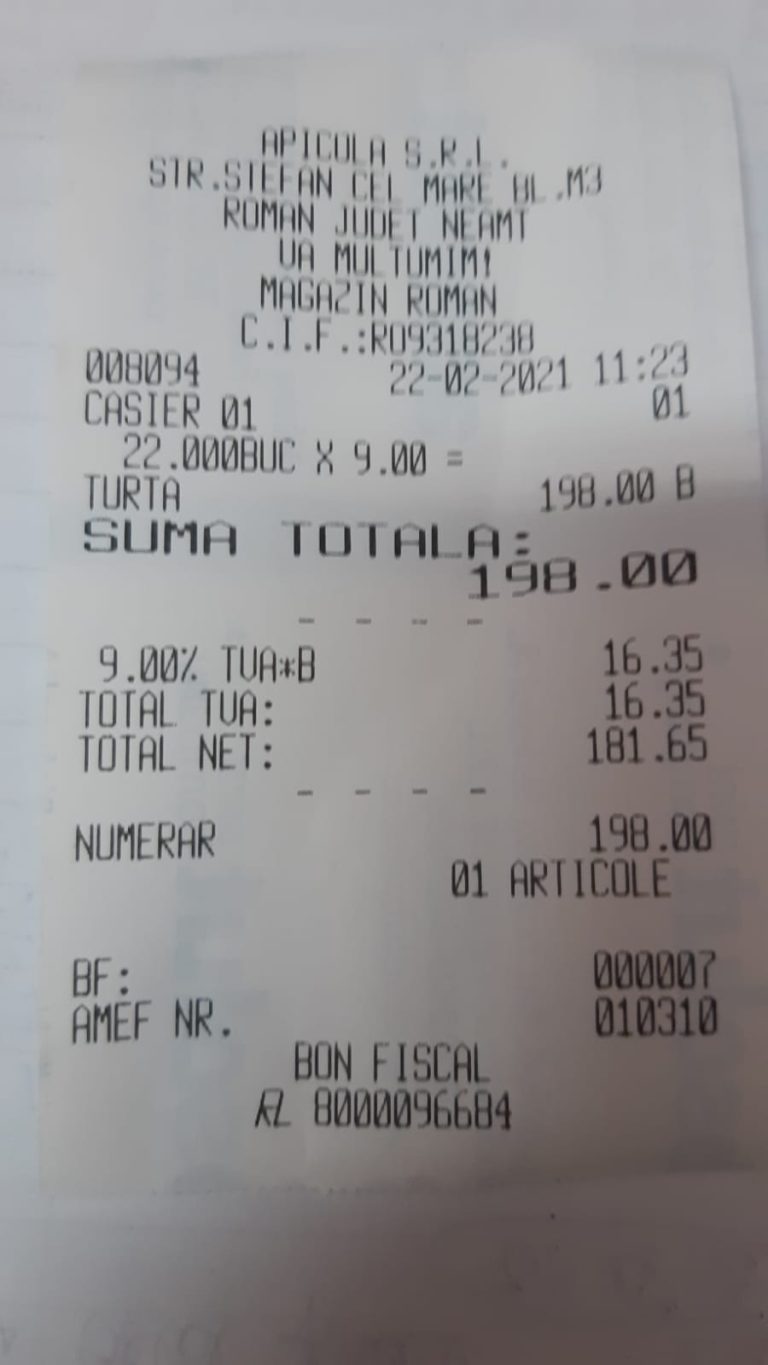 APICOLA S.R.L.
STR.STEFAN CEL MARE BL.M3
ROMAN JUDET NEAMT
VA MULTUMIM!
MAGAZIN ROMAN
C.I.F.:RO9318238
008094 22-02-2021 11:23
CASIER 01 01
22.000BUC X 9.00 =
TURTA 198.00 B
SUMA TOTALA:
198.00
- - - -
9.00% TVA*B 16.35
TOTAL TVA: 16.35
TOTAL NET: 181.65
- - - -
NUMERAR 198.00
01 ARTICOLE
BF: 000007
AMEF NR. 010310
BON FISCAL
8000096684